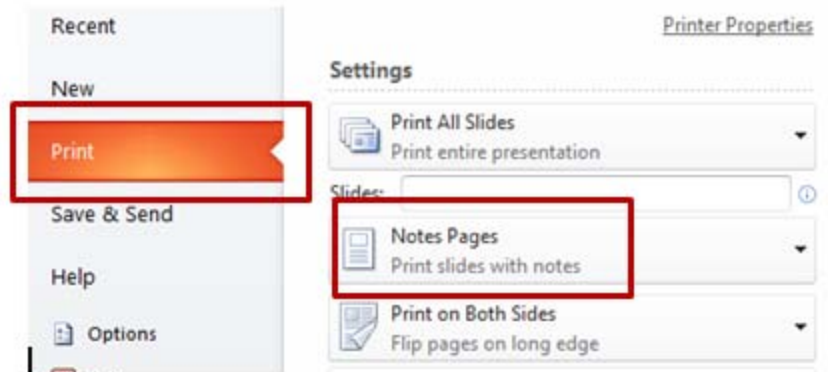 Recent
New
Print
Save & Send
Help
Options
Printer Properties
Settings
Print All Slides
Print entire presentation
Slides:
Notes Pages
Print slides with notes
Print on Both Sides
Flip pages on long edge